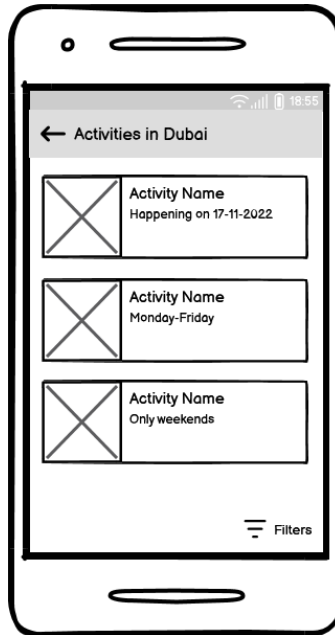 18:55
Activities in Dubai
Activity Name
Happening on 17-11-2022
Activity Name
Monday-Friday
Activity Name
Only weekends
Filters